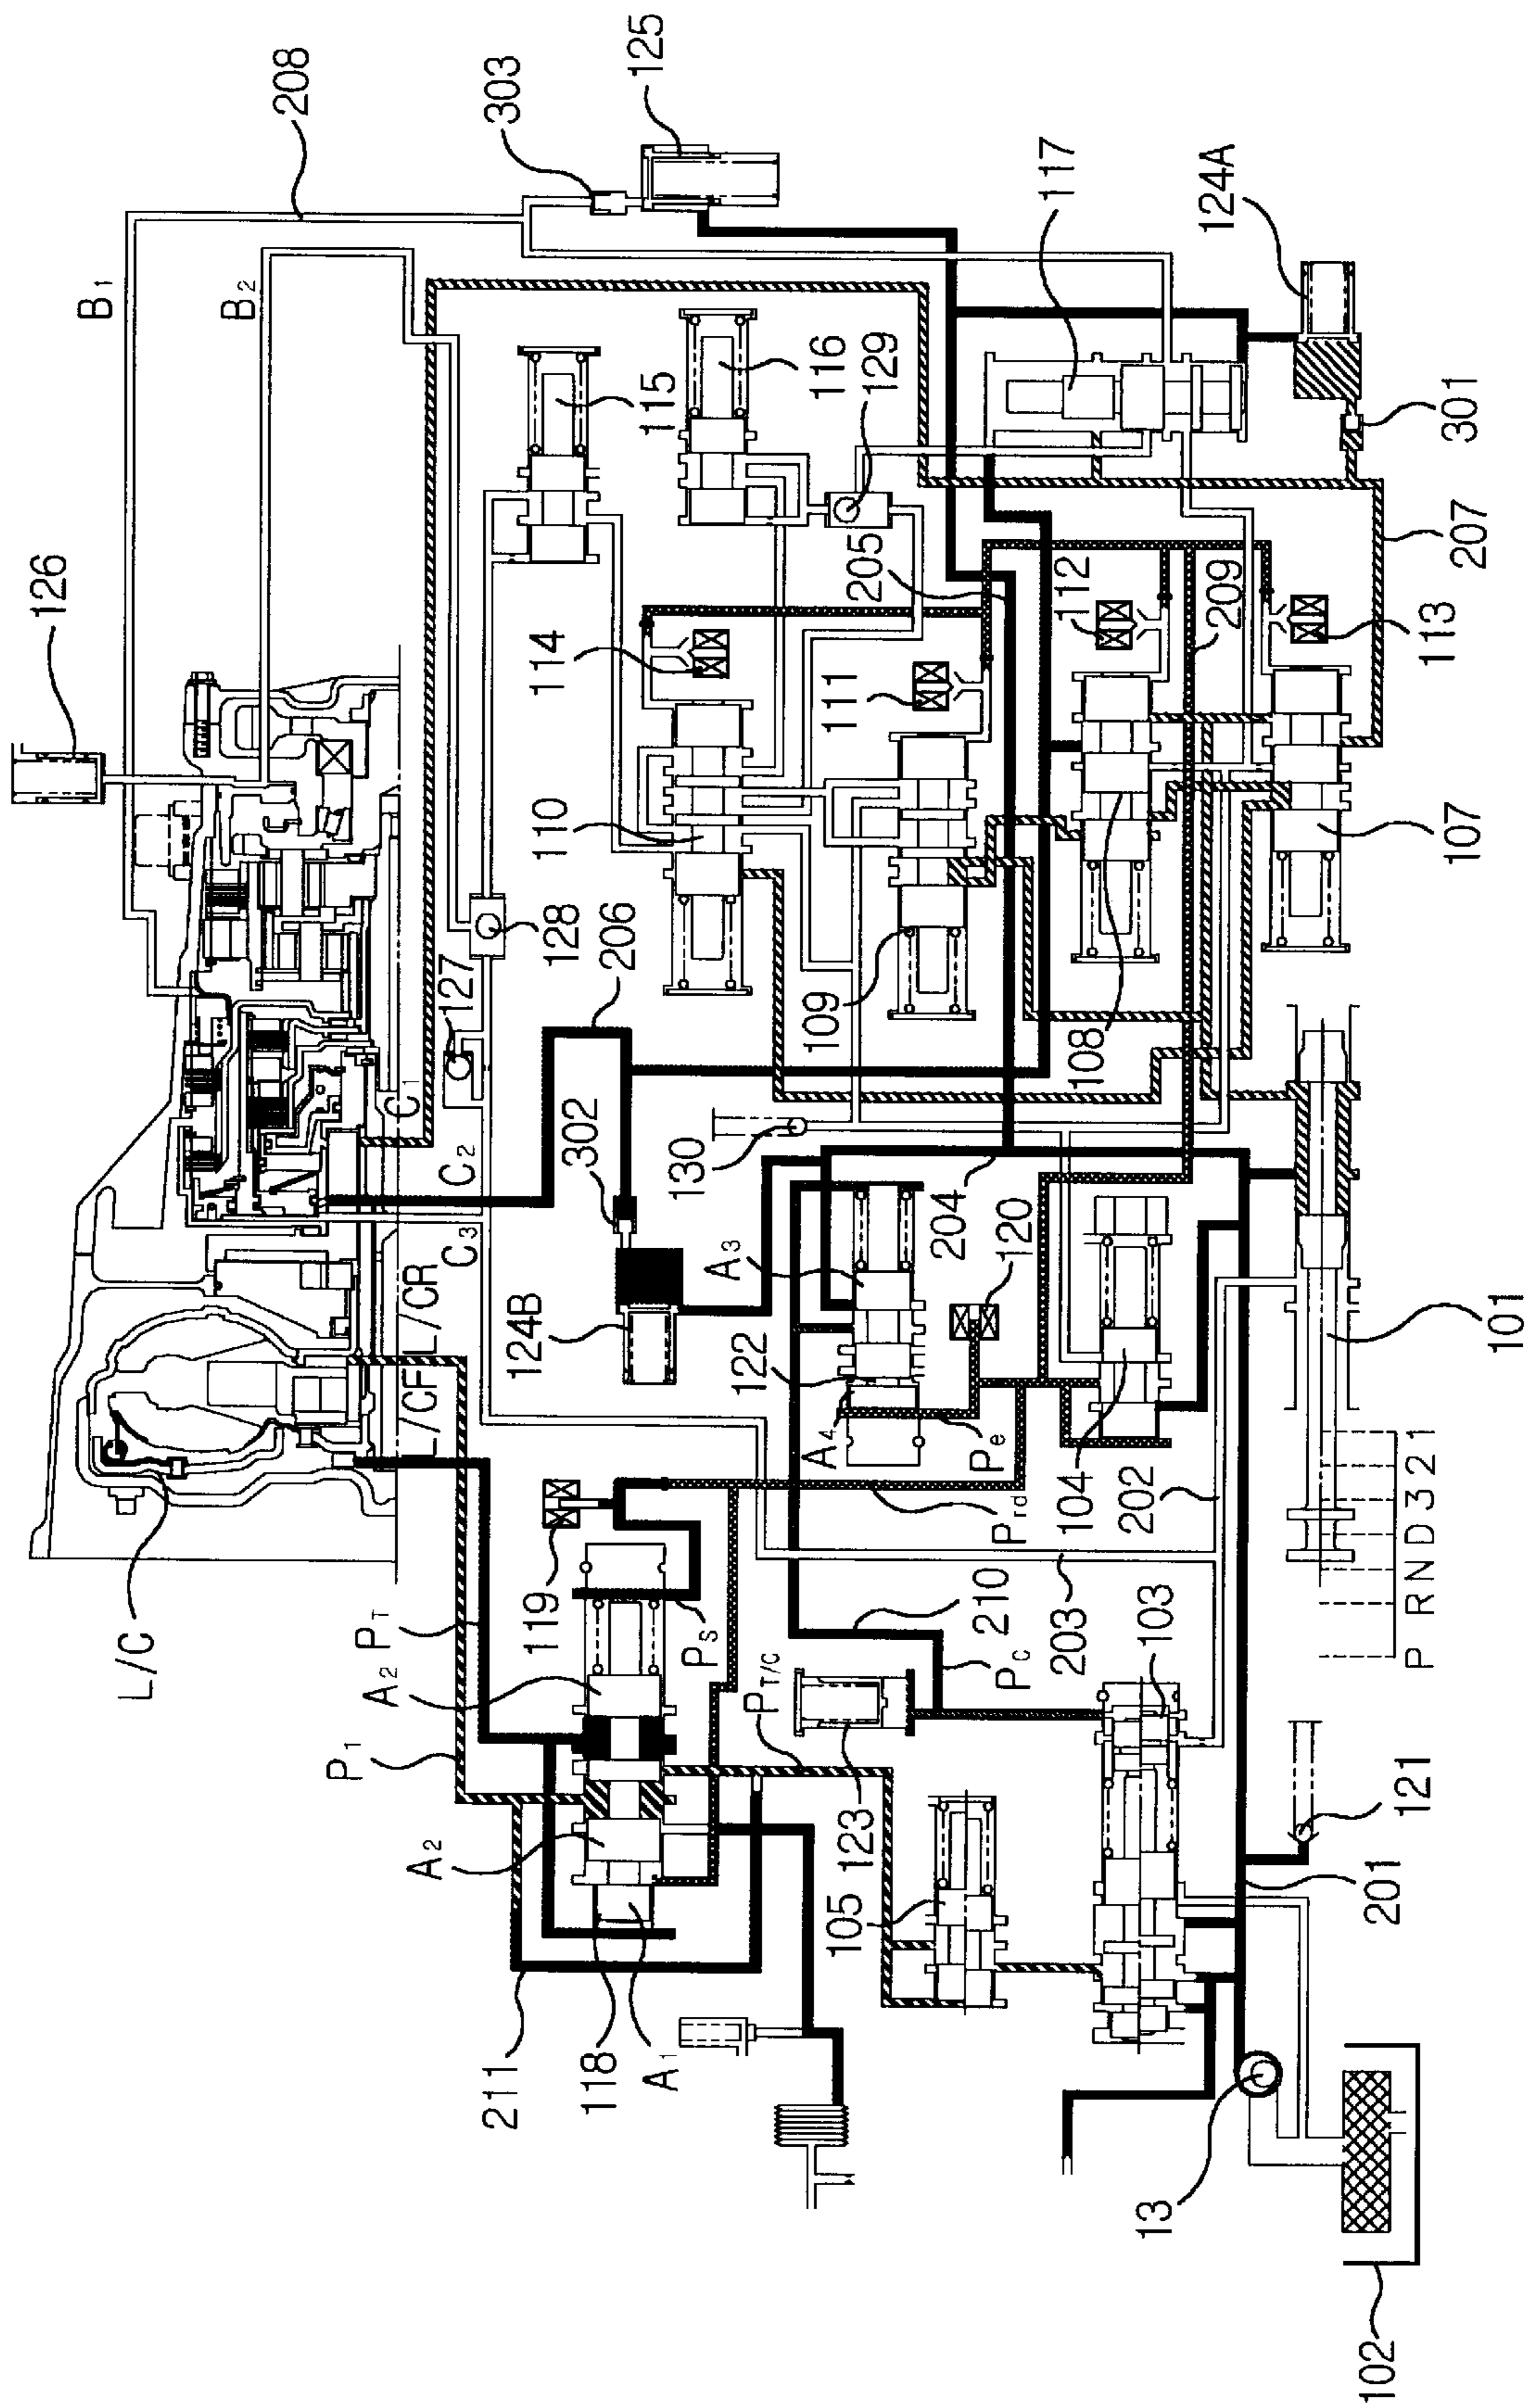 126
B₁
208
303
125
B₂
L/C
115
116
129
117
124A
301
127
128
114
110
111
205
112
209
113
207
C₁
C₂
C₃
206
302
130
109
108
107
L/CR
L/CF
124B
A₃
204
120
122
A₄
Pe
Prd
104
202
101
P R N D 3 2 1
PT
P₁
A₂
119
PS
PT/C
210
PC
203
103
A₂
123
105
121
201
211
118
A₁
13
102